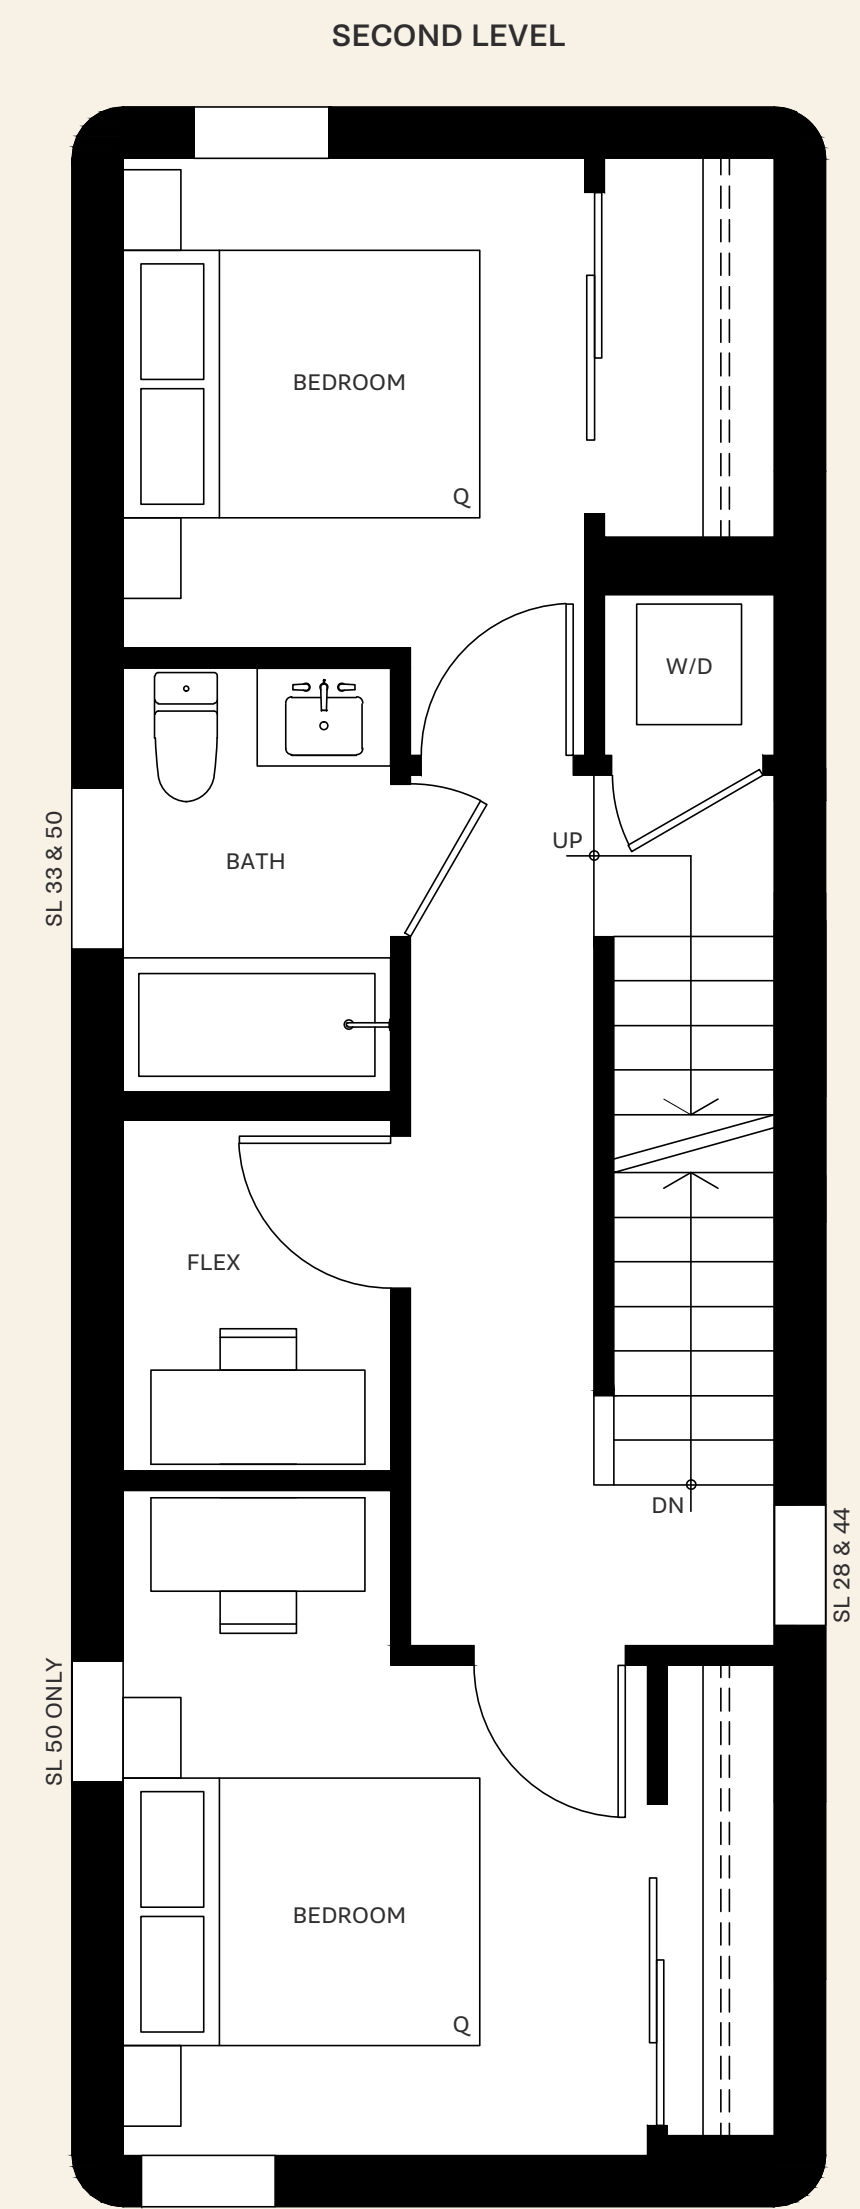 SECOND LEVEL
BEDROOM
Q
W/D
UP
SL 33 & 50
BATH
FLEX
DN
SL 28 & 44
SL 50 ONLY
BEDROOM
Q